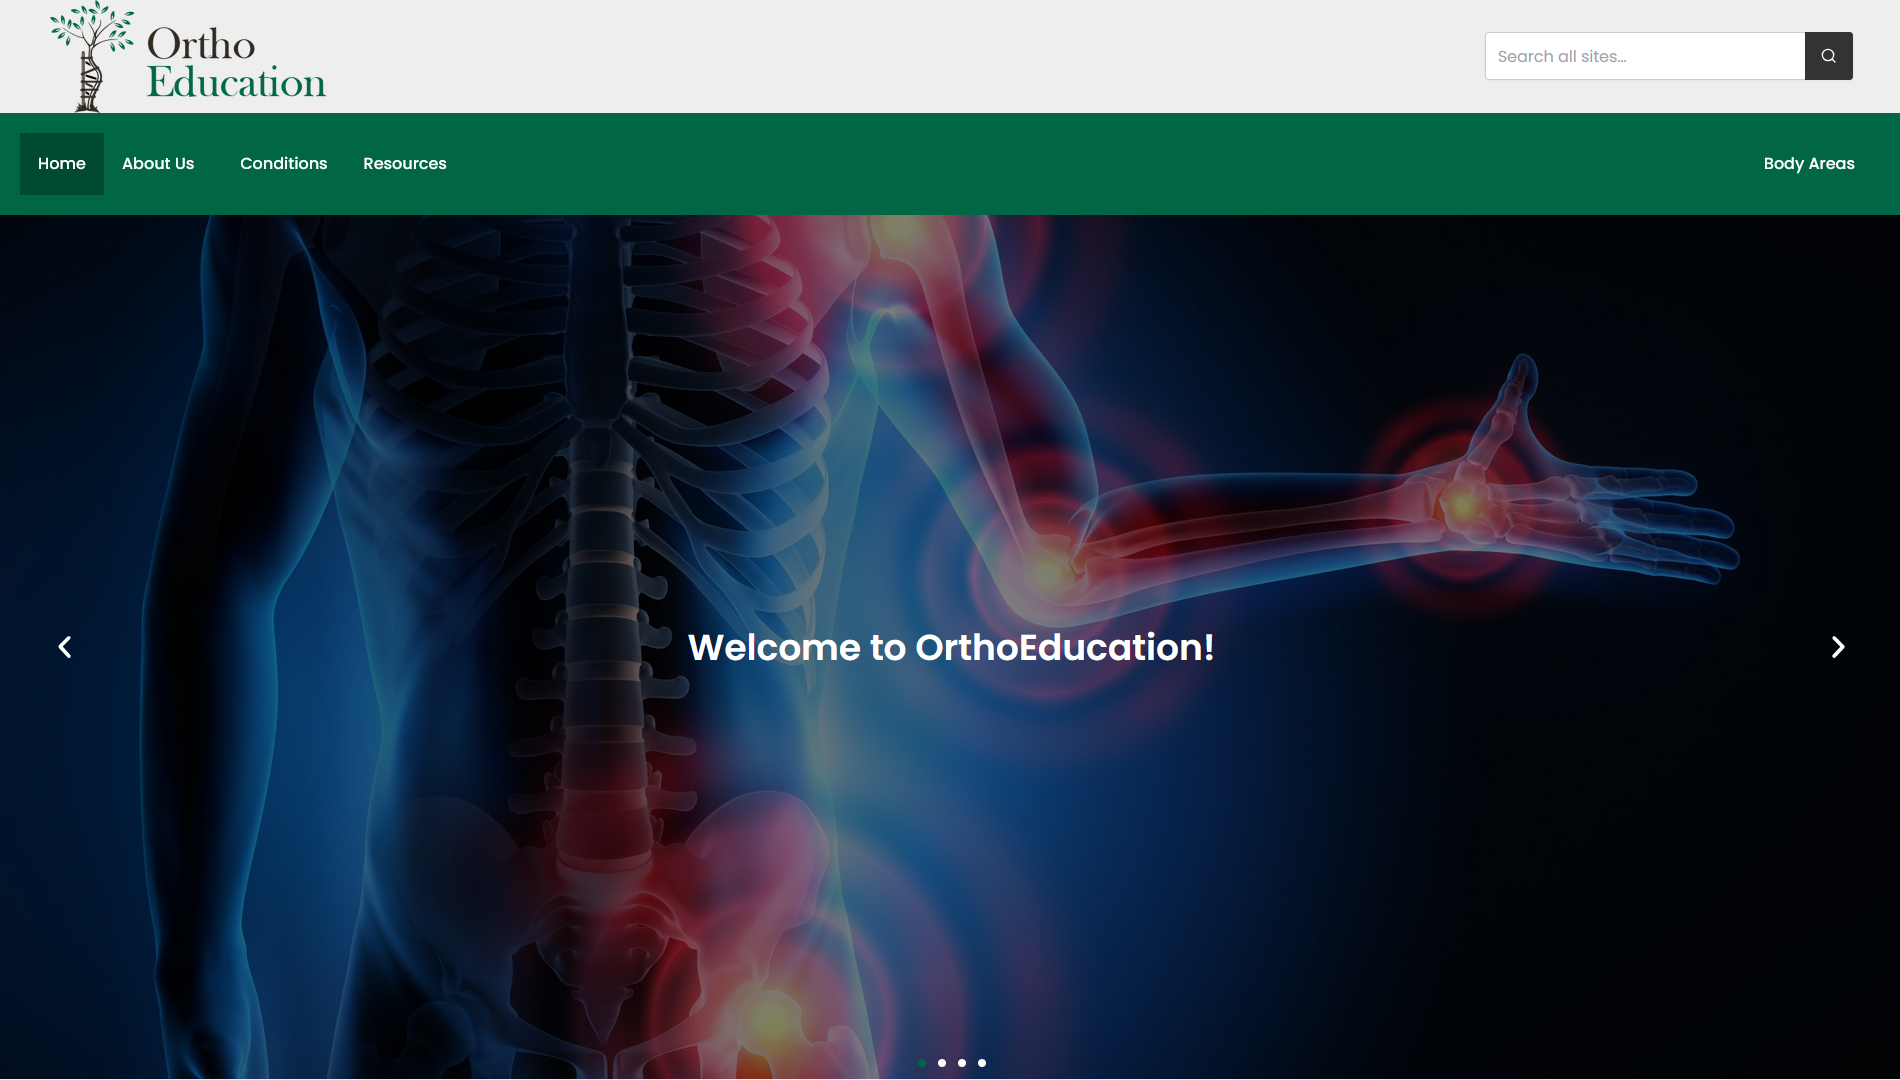 Ortho
Education
Search all sites...
Home
About Us
Conditions
Resources
Body Areas
Welcome to OrthoEducation!